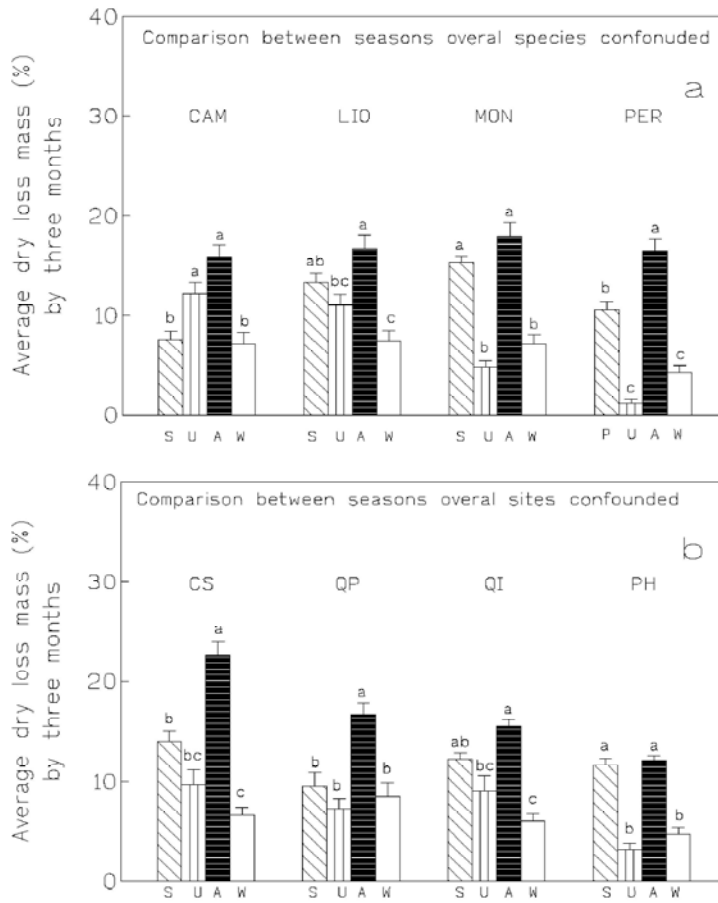 40
Comparison between seasons overal species confonuded
a
30
CAM LIO MON PER
20
a a a a
ab a
a bc b
b b c b b c
10
c
0
S U A W S U A W S U A W P U A W
Average dry loss mass (%)
by three months
40
Comparison between seasons overal sites confounded
b
30
CS QP QI PH
a
20
a a
b ab a a
bc b b b bc
c c
10
b b
0
S U A W S U A W S U A W S U A W
Average dry loss mass (%)
by three months